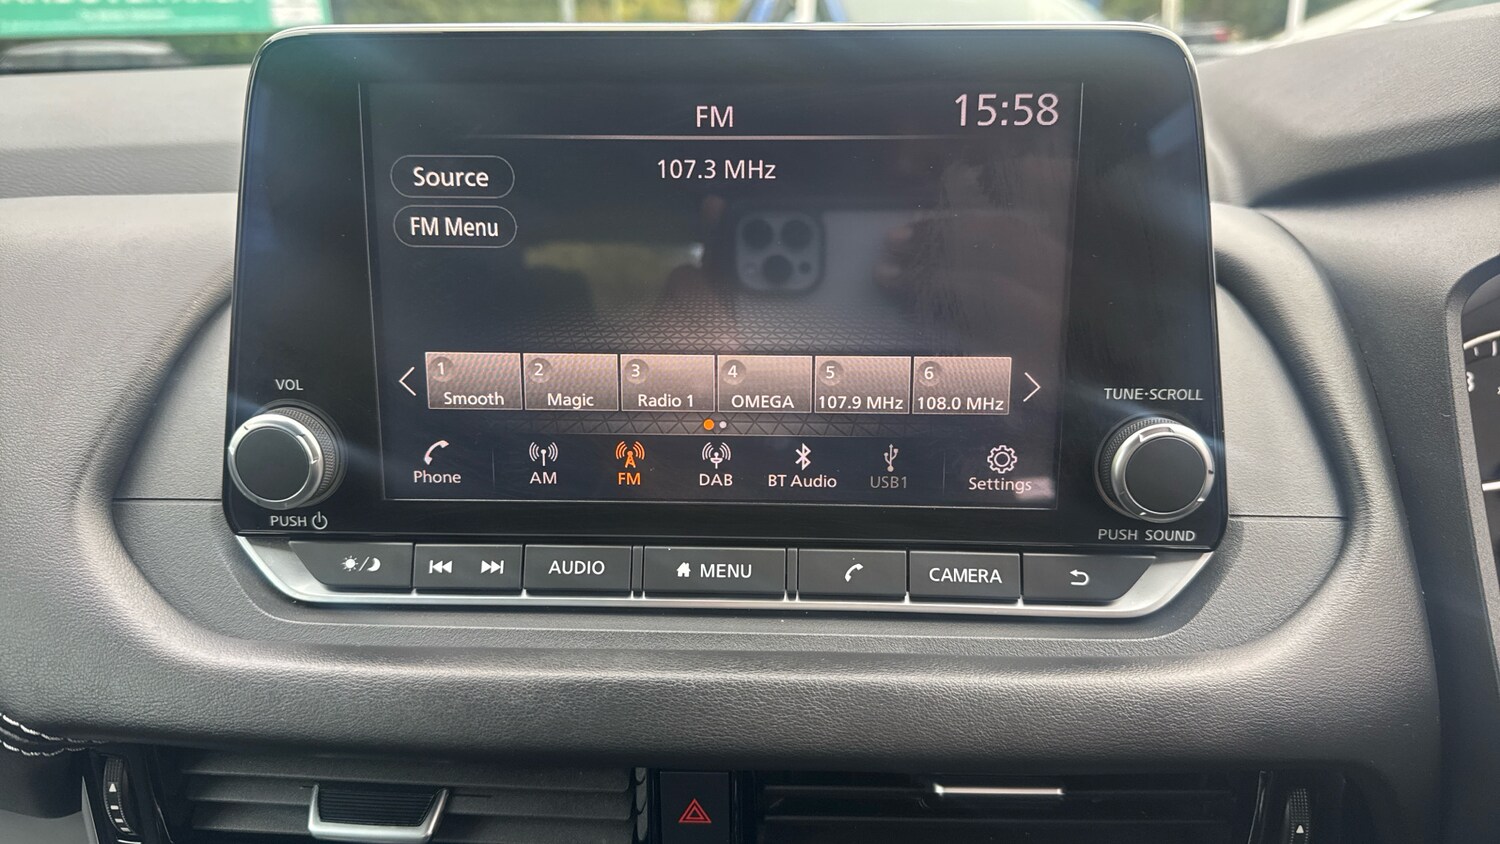 FM
15:58
107.3 MHz
Source
FM Menu
1
Smooth
2
Magic
3
Radio 1
4
OMEGA
5
107.9 MHz
6
108.0 MHz
Phone
AM
FM
DAB
BT Audio
USB1
Settings
VOL
PUSH
TUNE·SCROLL
PUSH SOUND
AUDIO
MENU
CAMERA